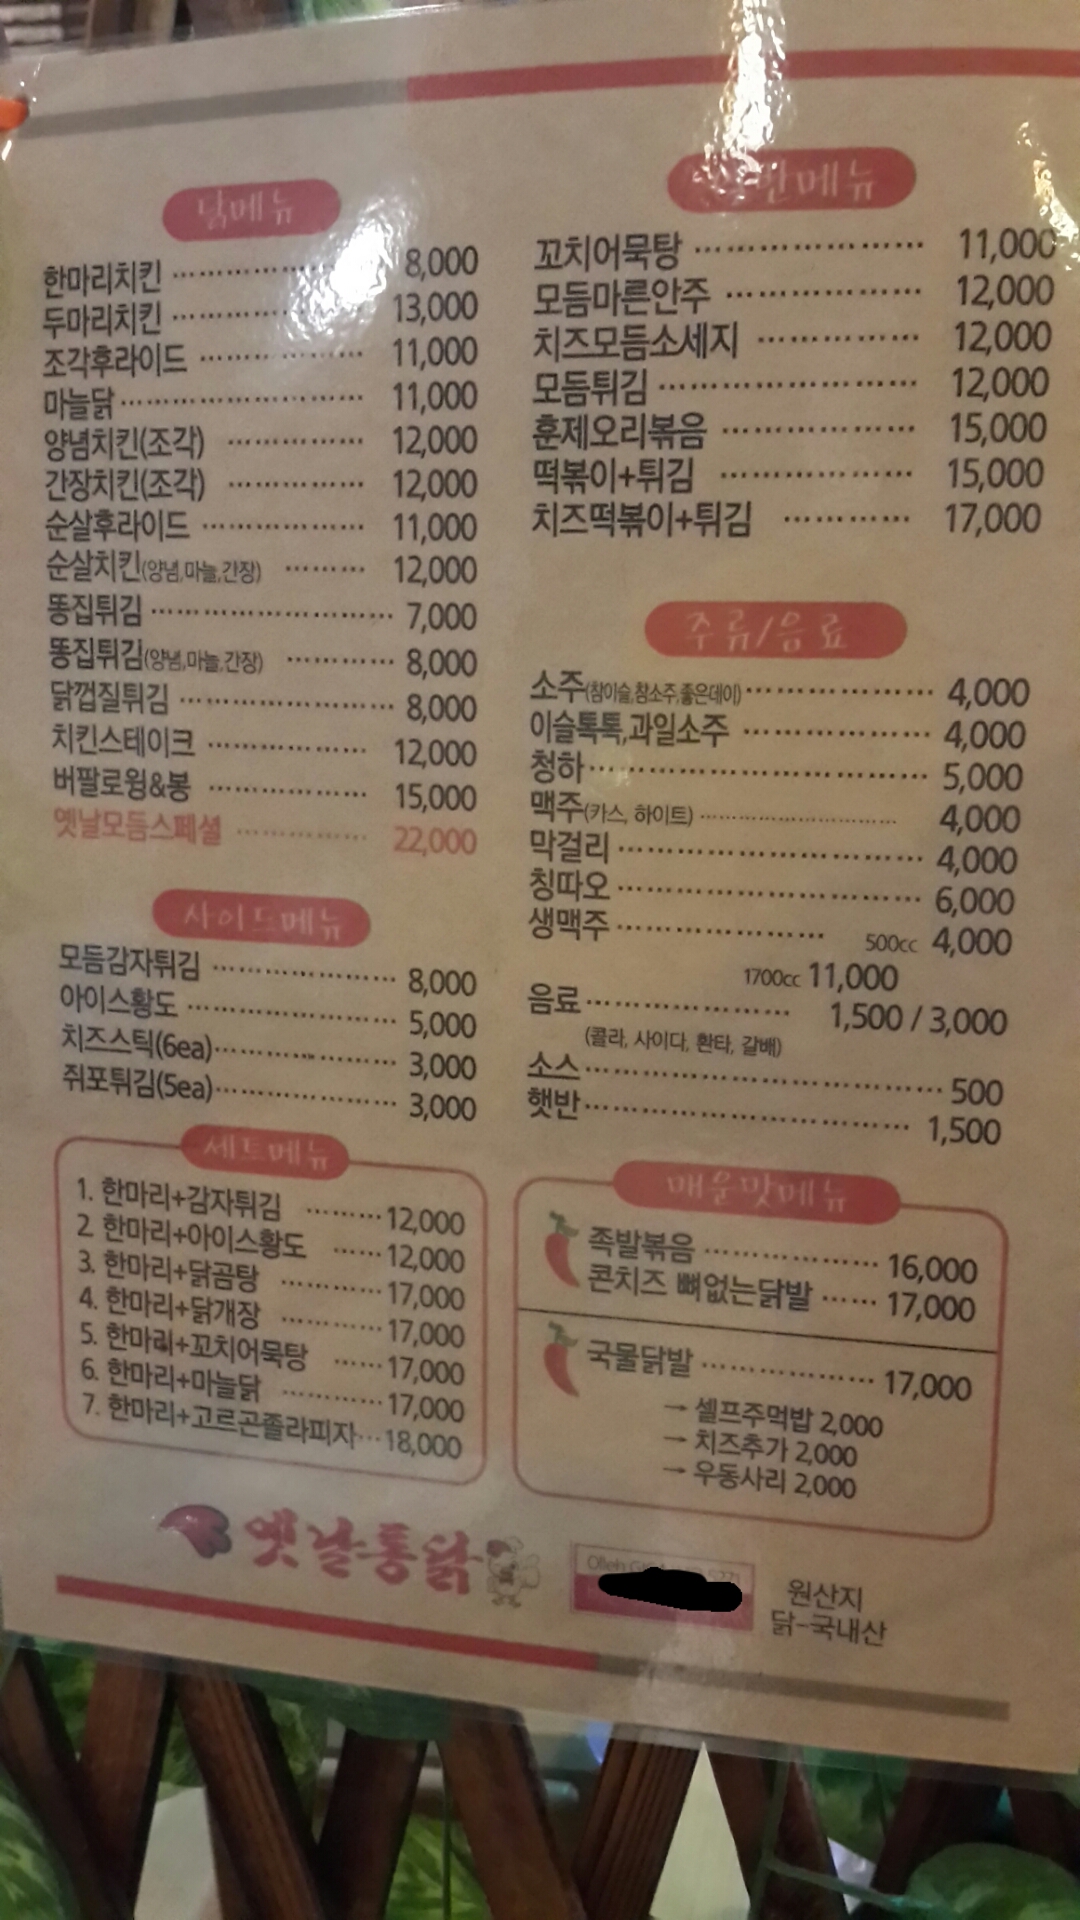 닭메뉴
한마리치킨 ……………… 8,000
두마리치킨 ……………… 13,000
조각후라이드 ……………… 11,000
마늘닭 ……………………… 11,000
양념치킨(조각) …………… 12,000
간장치킨(조각) …………… 12,000
순살후라이드 ……………… 11,000
순살치킨(양념,마늘,간장) ……… 12,000
똥집튀김 ……………………… 7,000
똥집튀김(양념,마늘,간장) ………… 8,000
닭껍질튀김 …………………… 8,000
치킨스테이크 ……………… 12,000
버팔로윙&봉 ……………… 15,000
옛날모듬스페셜 …………… 22,000
사이드메뉴
모듬감자튀김 ………………… 8,000
아이스황도 …………………… 5,000
치즈스틱(6ea)………………… 3,000
쥐포튀김(5ea)………………… 3,000
세트메뉴
1. 한마리+감자튀김 ………12,000
2. 한마리+아이스황도 ……12,000
3. 한마리+닭곰탕 …………17,000
4. 한마리+닭개장 …………17,000
5. 한마리+꼬치어묵탕 ……17,000
6. 한마리+마늘닭 …………17,000
7. 한마리+고르곤졸라피자…18,000
메뉴
꼬치어묵탕 …………………… 11,000
모듬마른안주 ………………… 12,000
치즈모듬소세지 ……………… 12,000
모듬튀김 ……………………… 12,000
훈제오리볶음 ………………… 15,000
떡볶이+튀김 ………………… 15,000
치즈떡볶이+튀김 ………… 17,000
주류/음료
소주(참이슬,참소주,좋은데이)………………… 4,000
이슬톡톡,과일소주 ………………… 4,000
청하……………………………… 5,000
맥주(카스, 하이트) ………………… 4,000
막걸리 …………………………… 4,000
칭따오 …………………………… 6,000
생맥주 …………………… 500cc 4,000
1700cc 11,000
음료………………… 1,500 / 3,000
(콜라, 사이다, 환타, 갈배)
소스………………………………… 500
햇반……………………………… 1,500
매운맛메뉴
족발볶음 ……………… 16,000
콘치즈 뼈없는닭발 …… 17,000
국물닭발 ……………… 17,000
→ 셀프주먹밥 2,000
→ 치즈추가 2,000
→ 우동사리 2,000
옛날통닭
원산지
닭-국내산